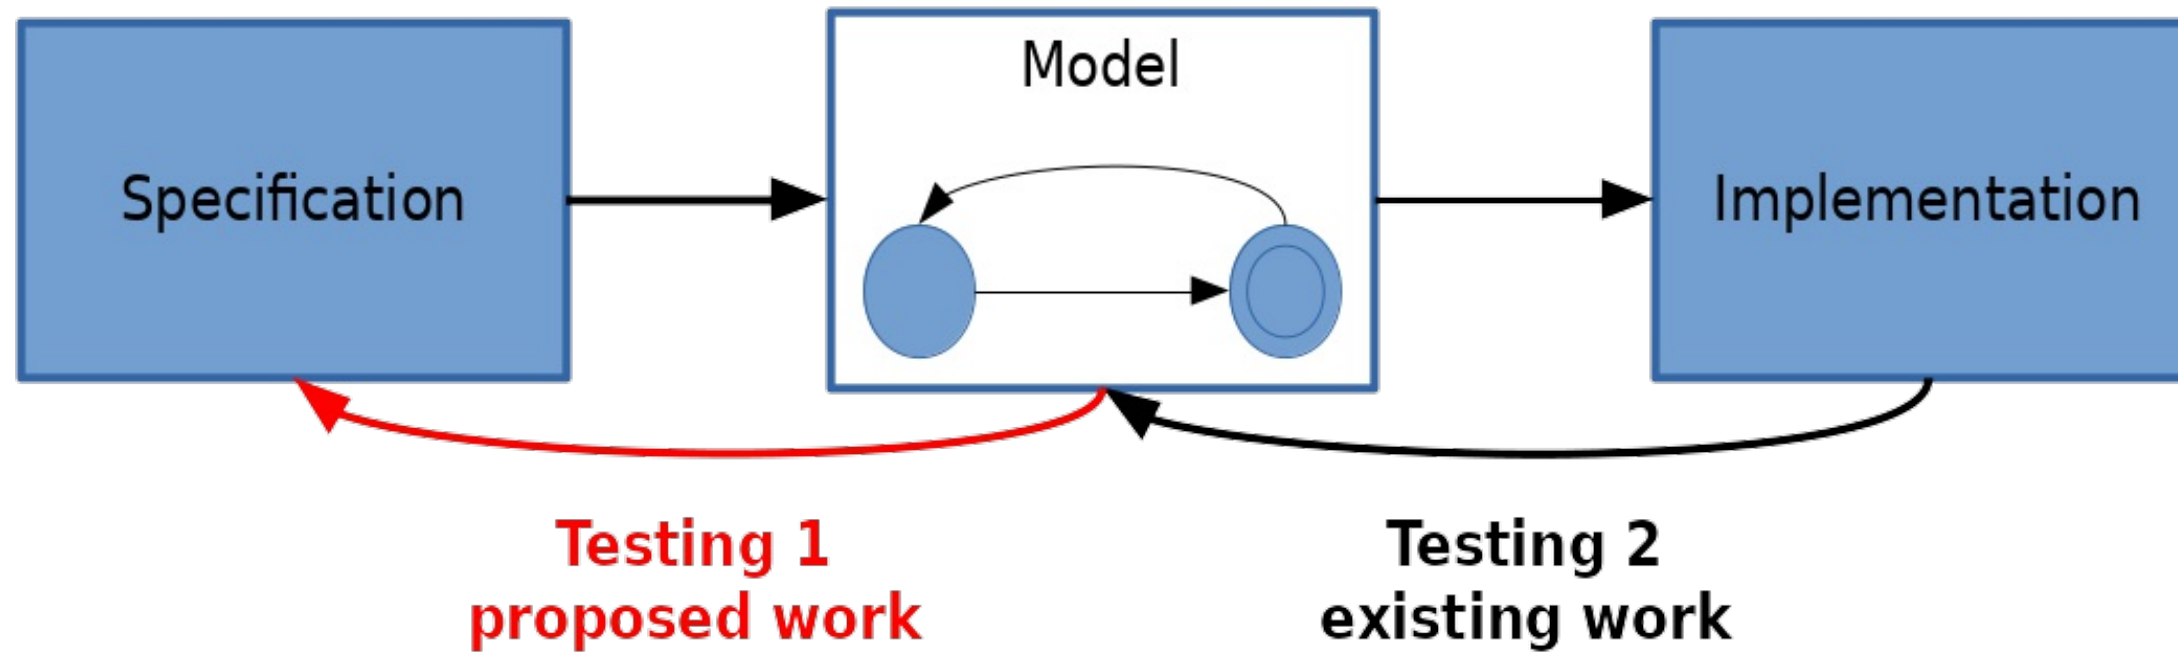 Specification
Model
Implementation
Testing 1
proposed work
Testing 2
existing work